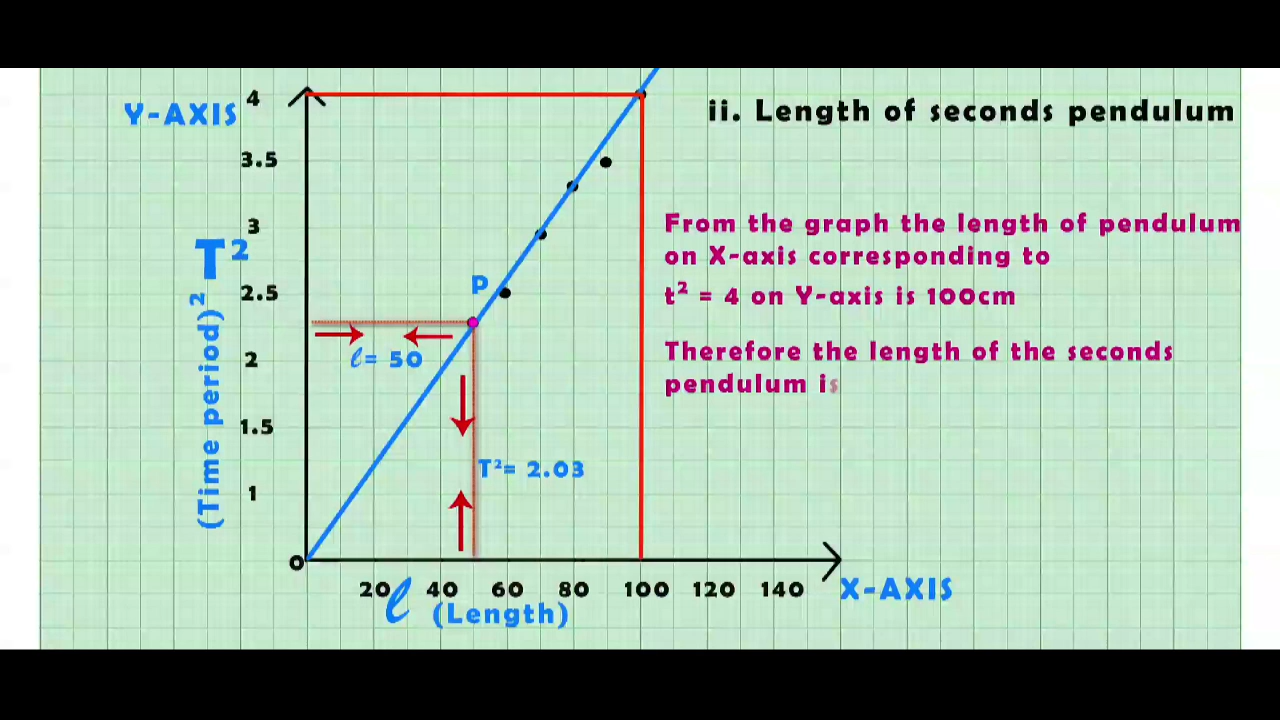 Y-AXIS
4
3.5
3
2.5
2
1.5
1
0
T²
(Time period)²
P
ℓ= 50
T²= 2.03
20
40
60
80
100
120
140
X-AXIS
ℓ (Length)
ii. Length of seconds pendulum
From the graph the length of pendulum
on X-axis corresponding to
t² = 4 on Y-axis is 100cm
Therefore the length of the seconds
pendulum is